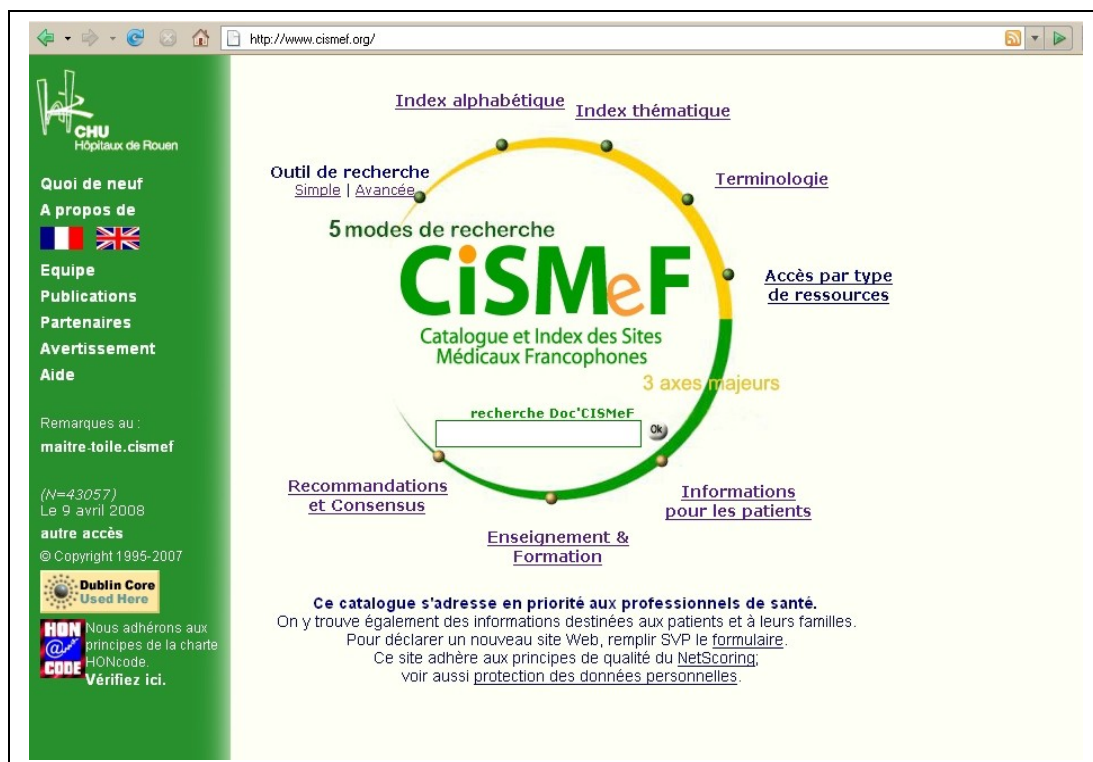 http://www.cismef.org/
CHU
Hôpitaux de Rouen
Quoi de neuf
A propos de
Equipe
Publications
Partenaires
Avertissement
Aide
Remarques au :
maitre-toile.cismef
(N=43057)
Le 9 avril 2008
autre accès
© Copyright 1995-2007
Dublin Core
Used Here
HON
@
CODE
Nous adhérons aux
principes de la charte
HONcode.
Vérifiez ici.
Index alphabétique
Index thématique
Outil de recherche
Simple | Avancée
Terminologie
5 modes de recherche
CiSMeF
Catalogue et Index des Sites
Médicaux Francophones
Accès par type
de ressources
3 axes majeurs
recherche Doc'CISMeF
Ok
Recommandations
et Consensus
Informations
pour les patients
Enseignement &
Formation
Ce catalogue s'adresse en priorité aux professionnels de santé.
On y trouve également des informations destinées aux patients et à leurs familles.
Pour déclarer un nouveau site Web, remplir SVP le formulaire.
Ce site adhère aux principes de qualité du NetScoring;
voir aussi protection des données personnelles.